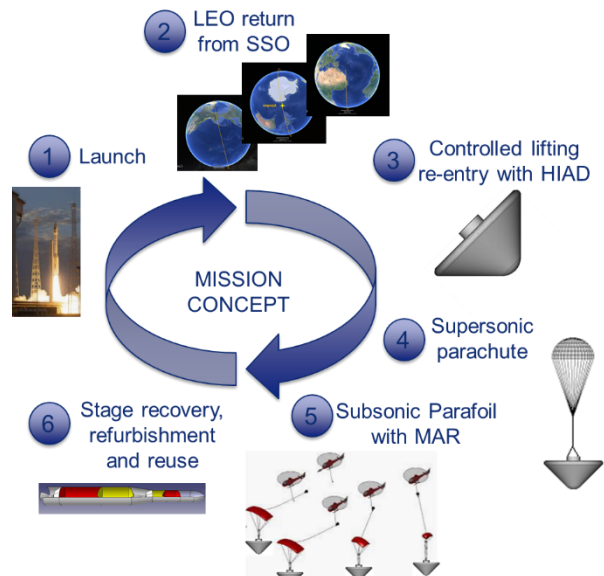 2
LEO return
from SSO
1
Launch
3
Controlled lifting
re-entry with HIAD
MISSION
CONCEPT
4
Supersonic
parachute
6
Stage recovery,
refurbishment
and reuse
5
Subsonic Parafoil
with MAR